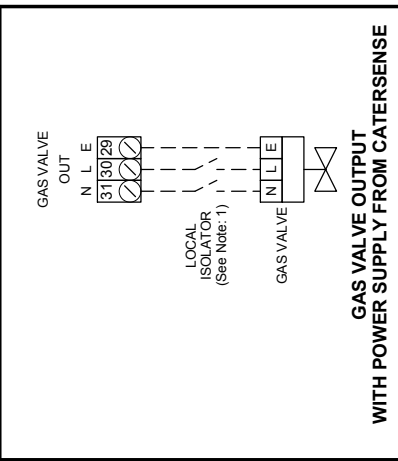 GAS VALVE
OUT
N L E
31 30 29
LOCAL
ISOLATOR
(See Note: 1)
N L E
GAS VALVE
GAS VALVE OUTPUT
WITH POWER SUPPLY FROM CATERSENSE